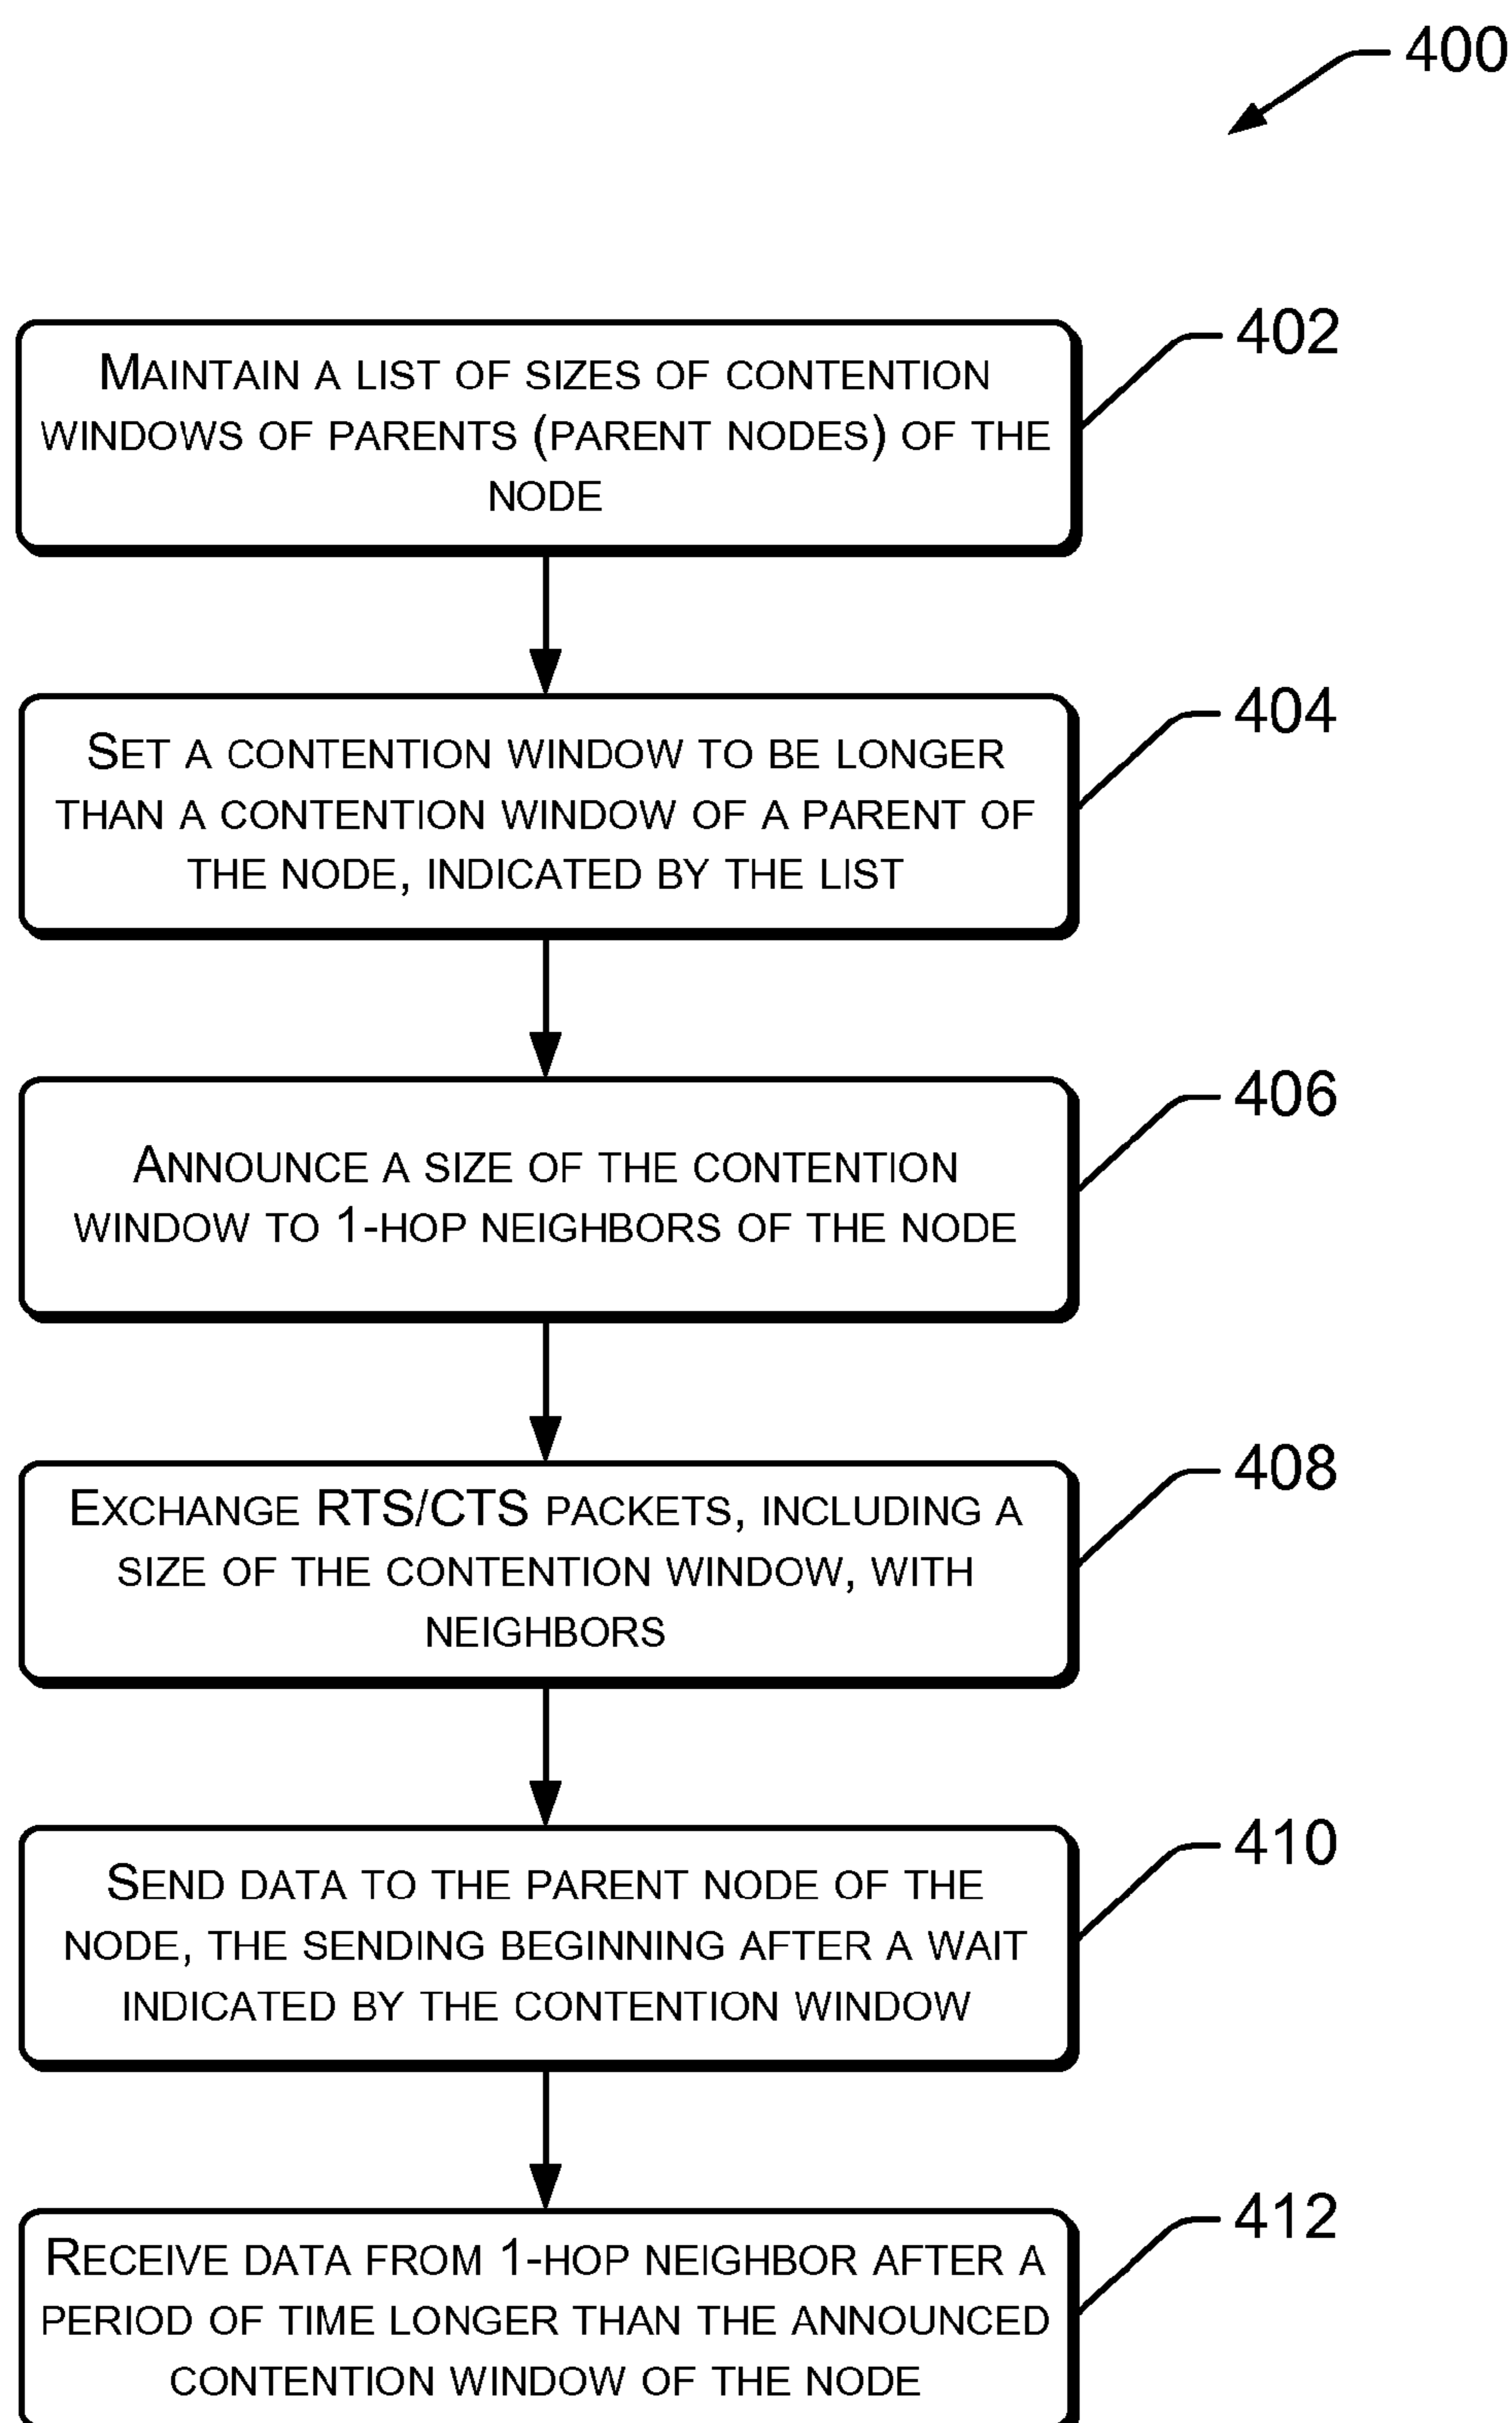 400
402
MAINTAIN A LIST OF SIZES OF CONTENTION
WINDOWS OF PARENTS (PARENT NODES) OF THE
NODE
404
SET A CONTENTION WINDOW TO BE LONGER
THAN A CONTENTION WINDOW OF A PARENT OF
THE NODE, INDICATED BY THE LIST
406
ANNOUNCE A SIZE OF THE CONTENTION
WINDOW TO 1-HOP NEIGHBORS OF THE NODE
408
EXCHANGE RTS/CTS PACKETS, INCLUDING A
SIZE OF THE CONTENTION WINDOW, WITH
NEIGHBORS
410
SEND DATA TO THE PARENT NODE OF THE
NODE, THE SENDING BEGINNING AFTER A WAIT
INDICATED BY THE CONTENTION WINDOW
412
RECEIVE DATA FROM 1-HOP NEIGHBOR AFTER A
PERIOD OF TIME LONGER THAN THE ANNOUNCED
CONTENTION WINDOW OF THE NODE